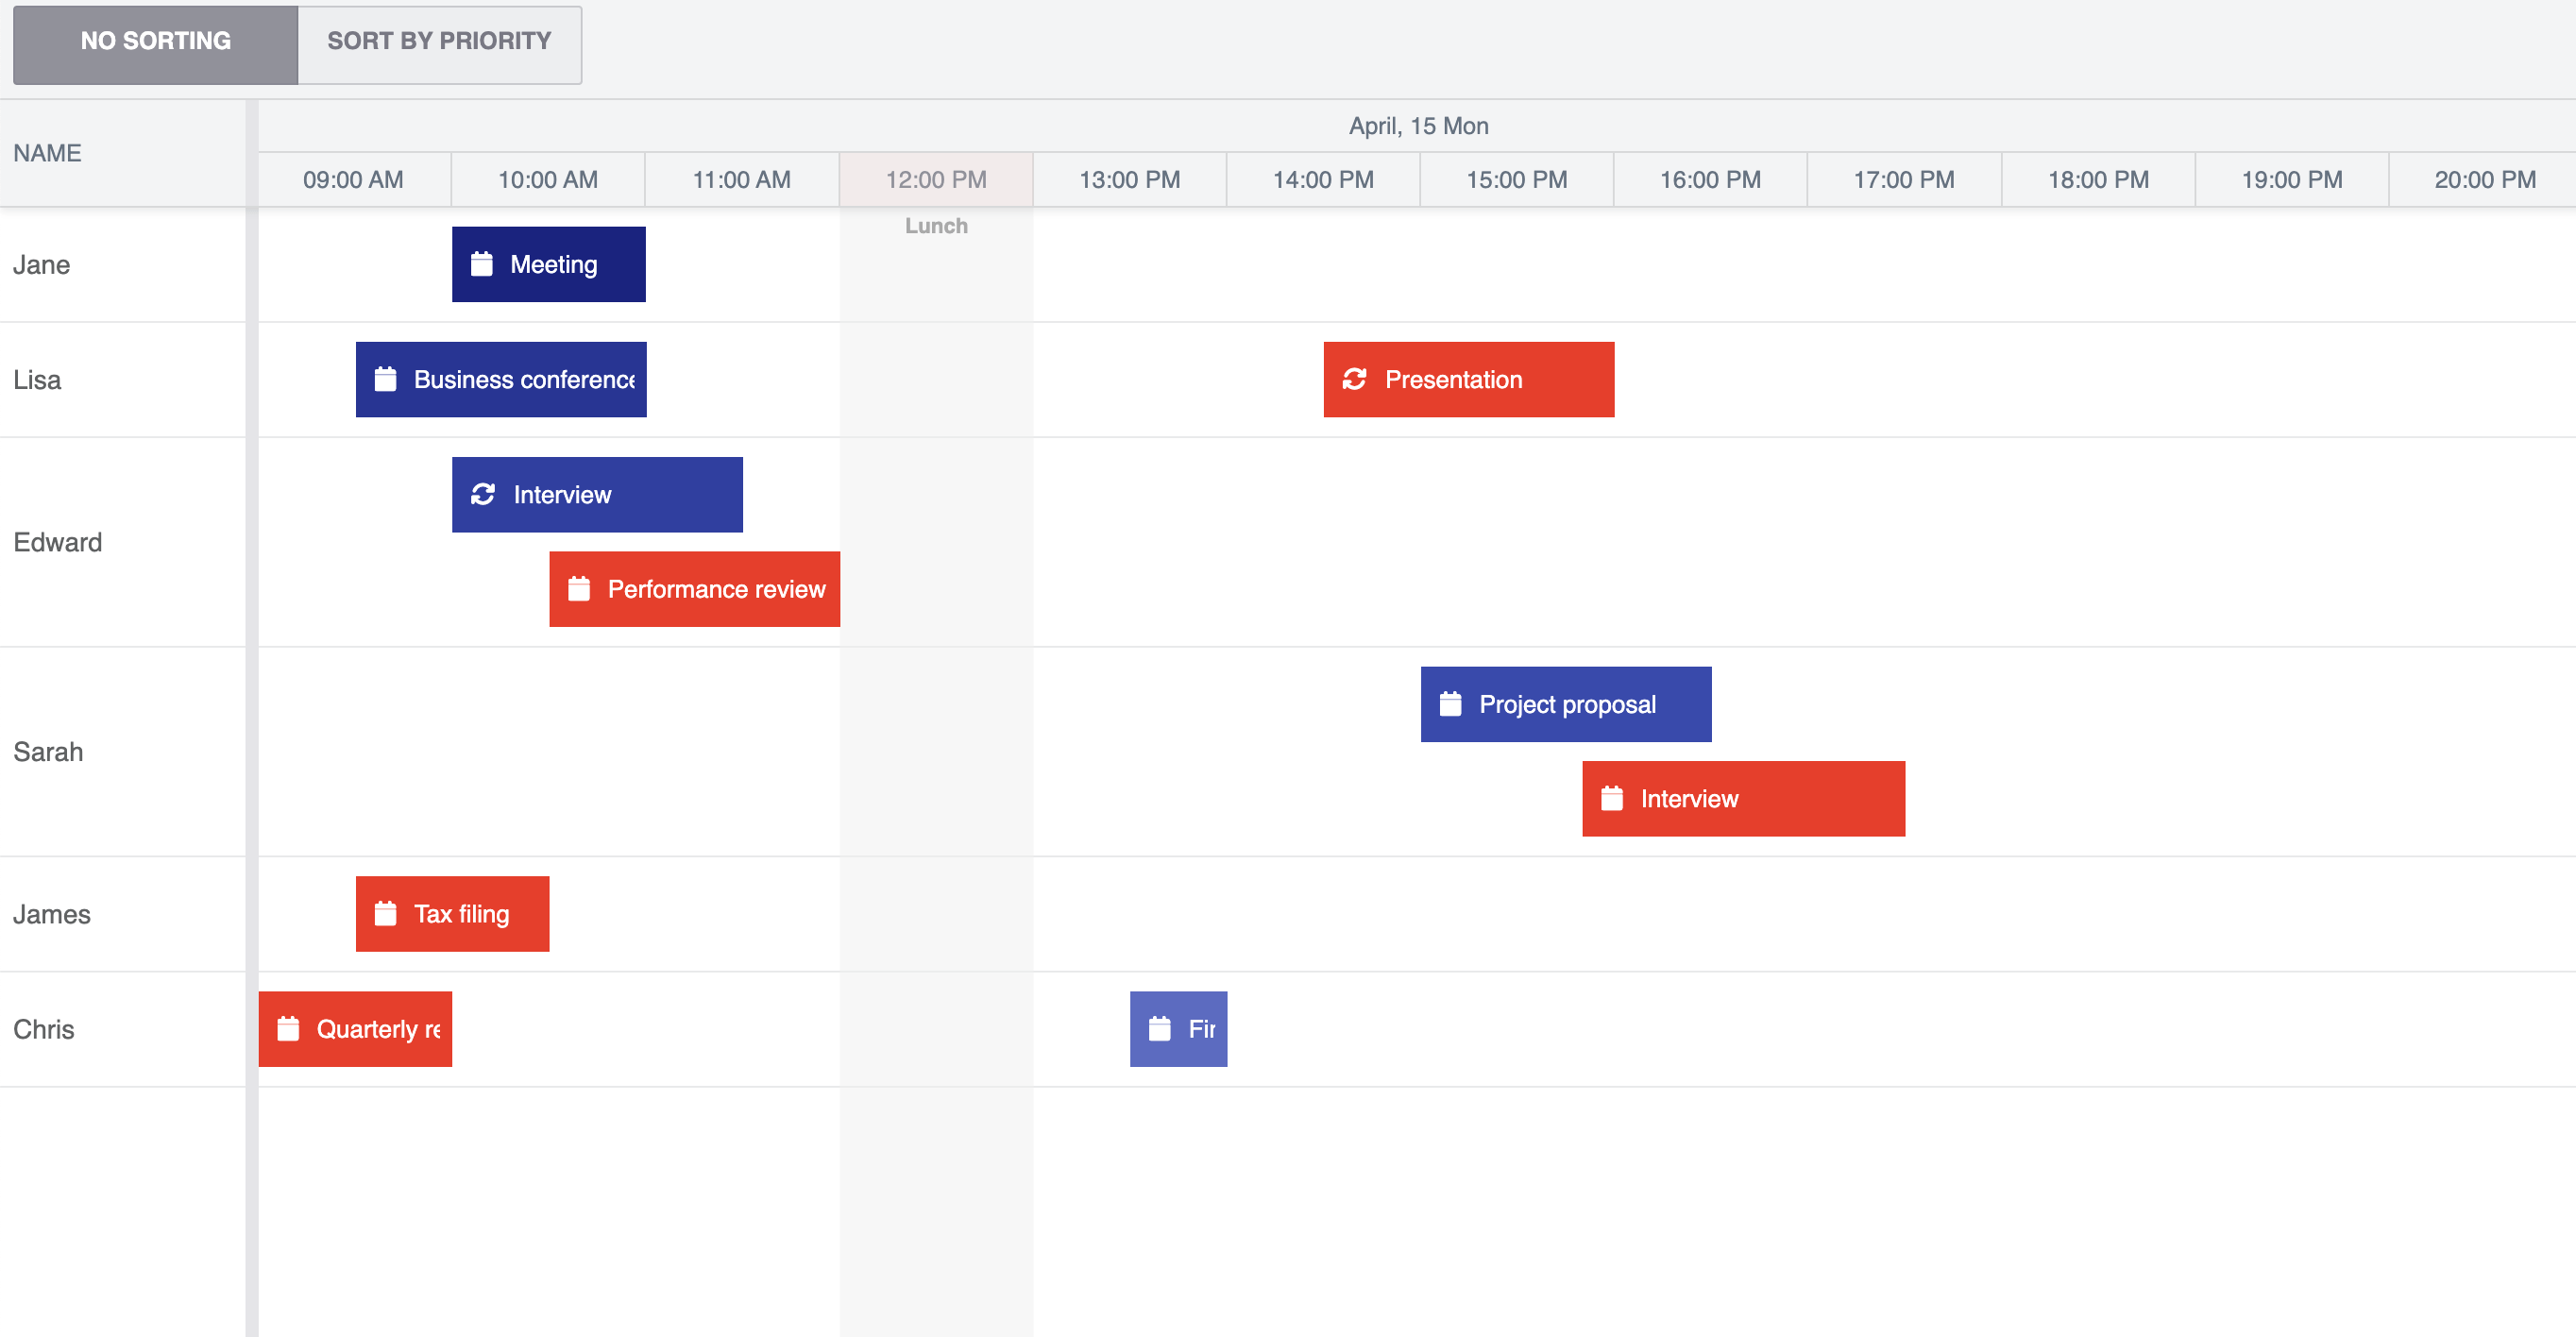 NO SORTING SORT BY PRIORITY
April, 15 Mon
NAME
09:00 AM 10:00 AM 11:00 AM 12:00 PM 13:00 PM 14:00 PM 15:00 PM 16:00 PM 17:00 PM 18:00 PM 19:00 PM 20:00 PM
Lunch
Jane Meeting
Lisa Business conference Presentation
Interview
Edward
Performance review
Project proposal
Sarah
Interview
James Tax filing
Chris Quarterly